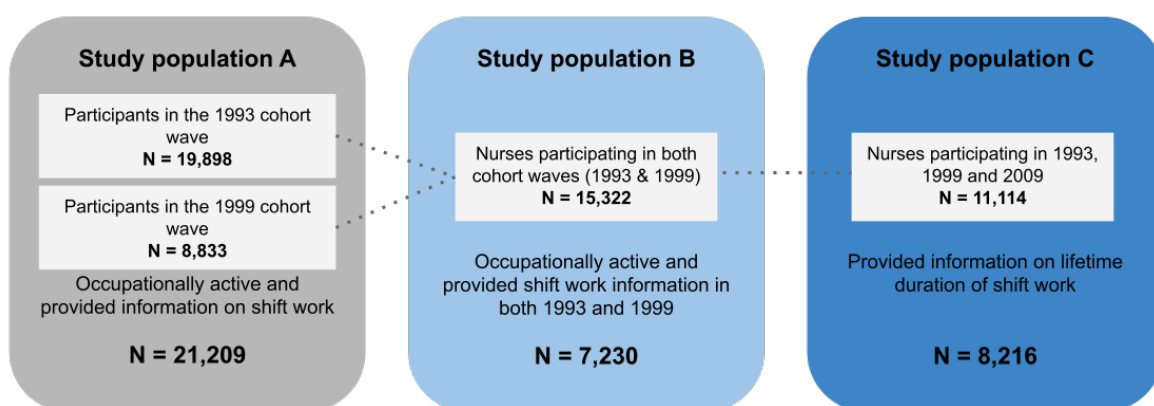 Study population A
Participants in the 1993 cohort
wave
N = 19,898
Participants in the 1999 cohort
wave
N = 8,833
Occupationally active and
provided information on shift work
N = 21,209
Study population B
Nurses participating in both
cohort waves (1993 & 1999)
N = 15,322
Occupationally active and
provided shift work information in
both 1993 and 1999
N = 7,230
Study population C
Nurses participating in 1993,
1999 and 2009
N = 11,114
Provided information on lifetime
duration of shift work
N = 8,216